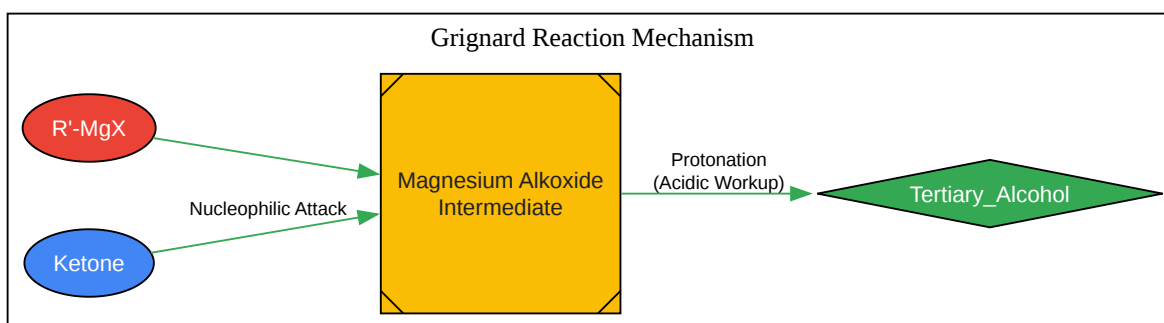 Grignard Reaction Mechanism
R'-MgX
Ketone
Nucleophilic Attack
Magnesium Alkoxide
Intermediate
Protonation
(Acidic Workup)
Tertiary_Alcohol